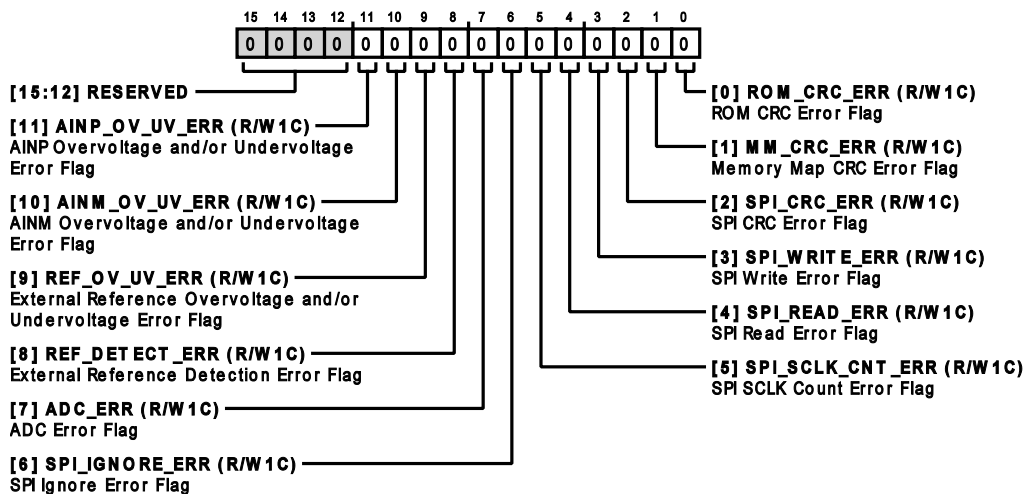 15 14 13 12 11 10 9 8 7 6 5 4 3 2 1 0
0 0 0 0 0 0 0 0 0 0 0 0 0 0 0 0
[15:12] RESERVED
[11] AINP_OV_UV_ERR (R/W1C)
AINP Overvoltage and/or Undervoltage
Error Flag
[10] AINM_OV_UV_ERR (R/W1C)
AINM Overvoltage and/or Undervoltage
Error Flag
[9] REF_OV_UV_ERR (R/W1C)
External Reference Overvoltage and/or
Undervoltage Error Flag
[8] REF_DETECT_ERR (R/W1C)
External Reference Detection Error Flag
[7] ADC_ERR (R/W1C)
ADC Error Flag
[6] SPI_IGNORE_ERR (R/W1C)
SPI Ignore Error Flag
[0] ROM_CRC_ERR (R/W1C)
ROM CRC Error Flag
[1] MM_CRC_ERR (R/W1C)
Memory Map CRC Error Flag
[2] SPI_CRC_ERR (R/W1C)
SPI CRC Error Flag
[3] SPI_WRITE_ERR (R/W1C)
SPI Write Error Flag
[4] SPI_READ_ERR (R/W1C)
SPI Read Error Flag
[5] SPI_SCLK_CNT_ERR (R/W1C)
SPI SCLK Count Error Flag